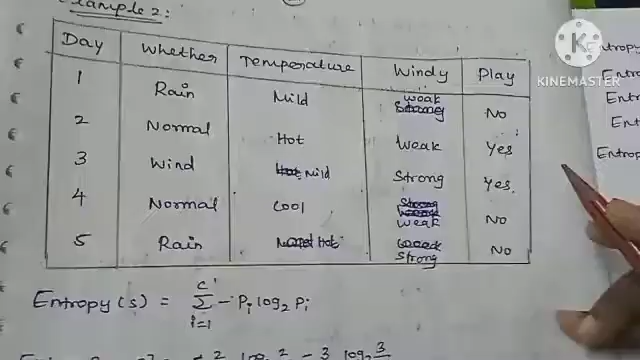 Example 2:
Day Whether Temperature Windy Play
1 Rain Mild weak No
2 Normal Hot Weak Yes
3 Wind Mild Strong Yes.
4 Normal Cool weak No
5 Rain Hot strong No
Entropy(s) = C Σ i=1 - Pi log2 Pi
KINEMASTER